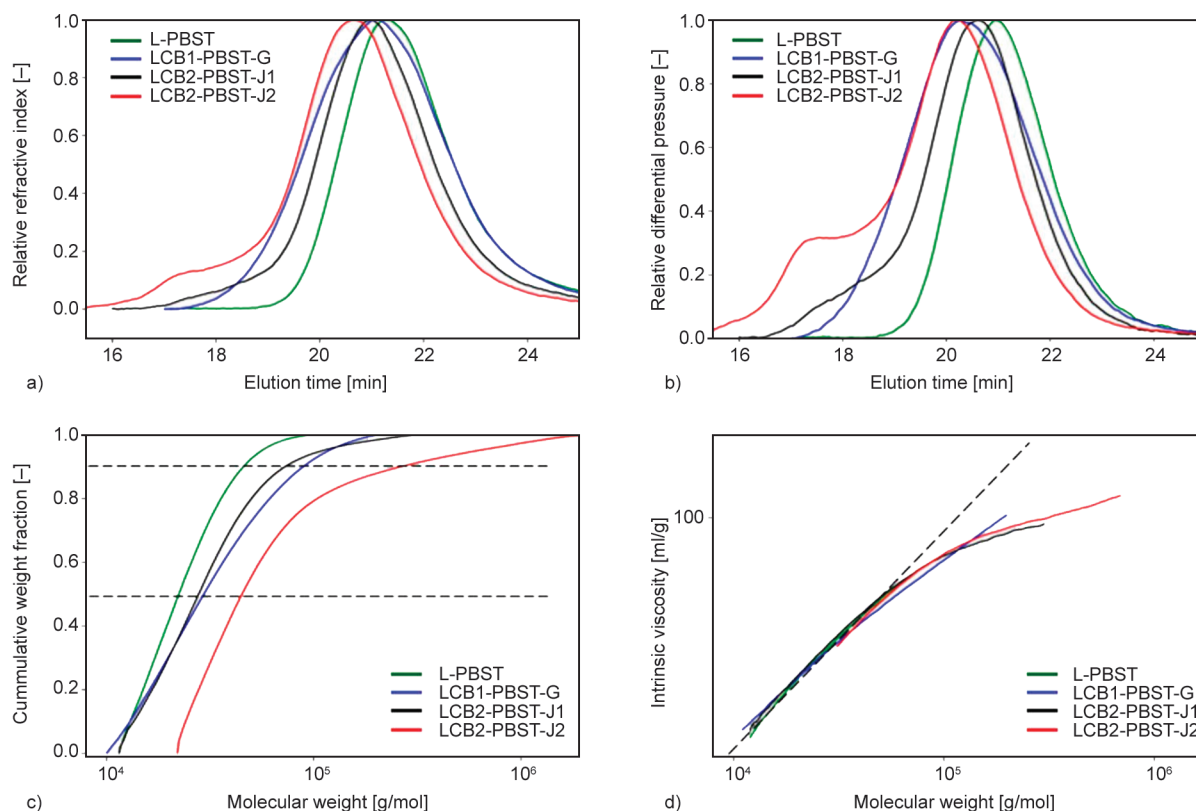 1.0
0.8
0.6
0.4
0.2
0.0
Relative refractive index [–]
L-PBST
LCB1-PBST-G
LCB2-PBST-J1
LCB2-PBST-J2
16 18 20 22 24
Elution time [min]
a)
1.0
0.8
0.6
0.4
0.2
0.0
Relative differential pressure [–]
L-PBST
LCB1-PBST-G
LCB2-PBST-J1
LCB2-PBST-J2
16 18 20 22 24
Elution time [min]
b)
1.0
0.8
0.6
0.4
0.2
0.0
Cummulative weight fraction [–]
L-PBST
LCB1-PBST-G
LCB2-PBST-J1
LCB2-PBST-J2
10⁴ 10⁵ 10⁶
Molecular weight [g/mol]
c)
100
Intrinsic viscosity [ml/g]
L-PBST
LCB1-PBST-G
LCB2-PBST-J1
LCB2-PBST-J2
10⁴ 10⁵ 10⁶
Molecular weight [g/mol]
d)